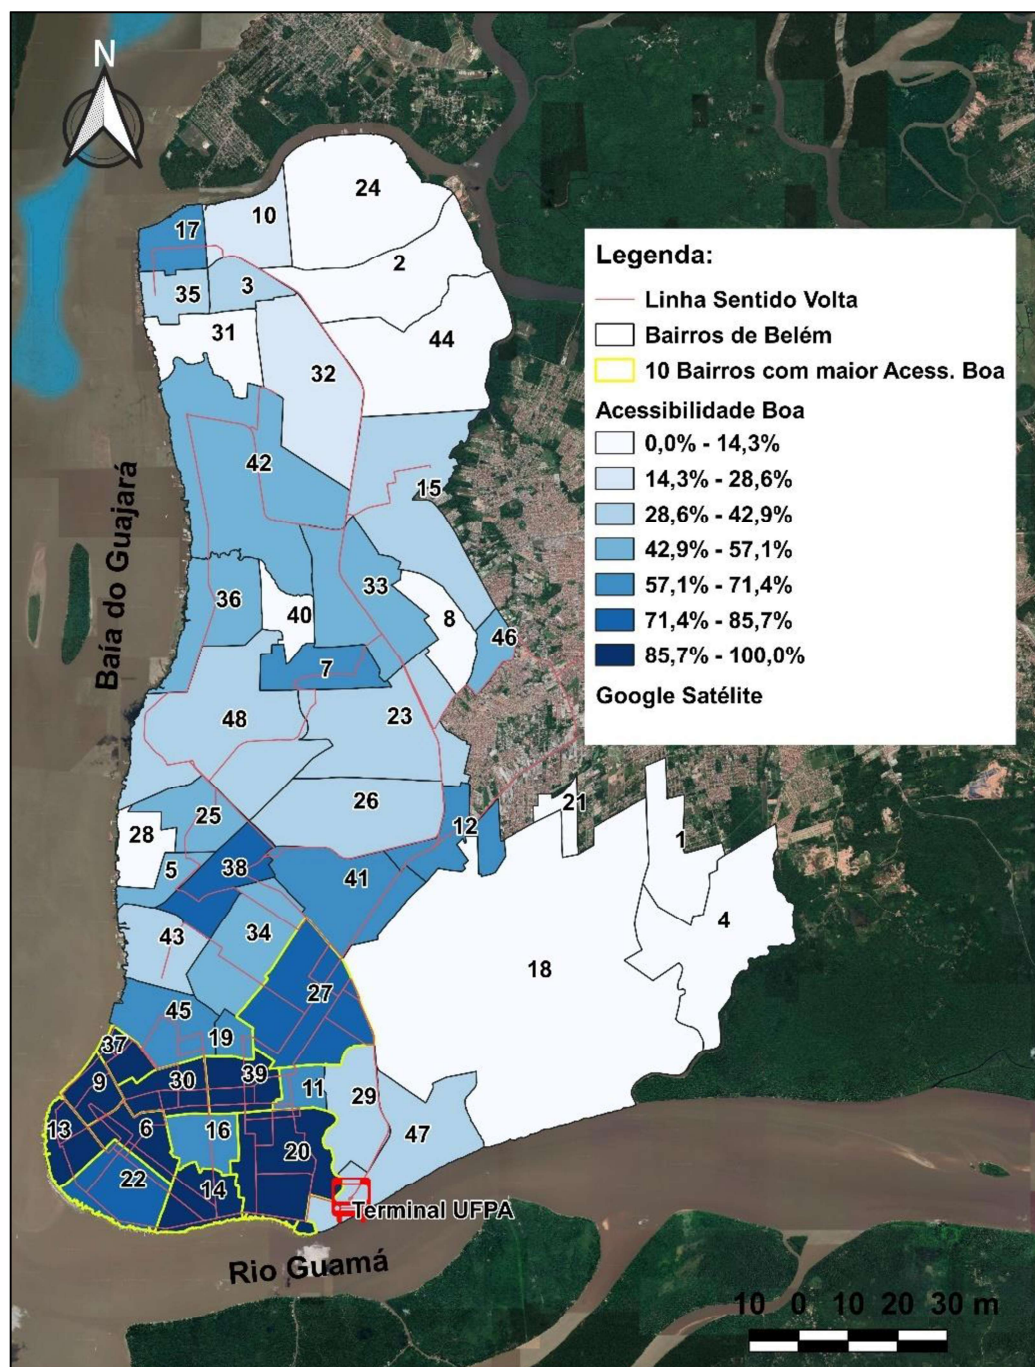 N
24
10
17
2
3
35
31
44
32
42
15
36
33
40
8
46
7
48
23
26
25
28
12
21
1
5
38
41
4
43
34
18
27
45
19
37
9
30
39
11
29
13
6
16
47
20
22
14
Terminal UFPA
Baía do Guajará
Rio Guamá
Legenda:
Linha Sentido Volta
Bairros de Belém
10 Bairros com maior Acess. Boa
Acessibilidade Boa
0,0% - 14,3%
14,3% - 28,6%
28,6% - 42,9%
42,9% - 57,1%
57,1% - 71,4%
71,4% - 85,7%
85,7% - 100,0%
Google Satélite
10 0 10 20 30 m